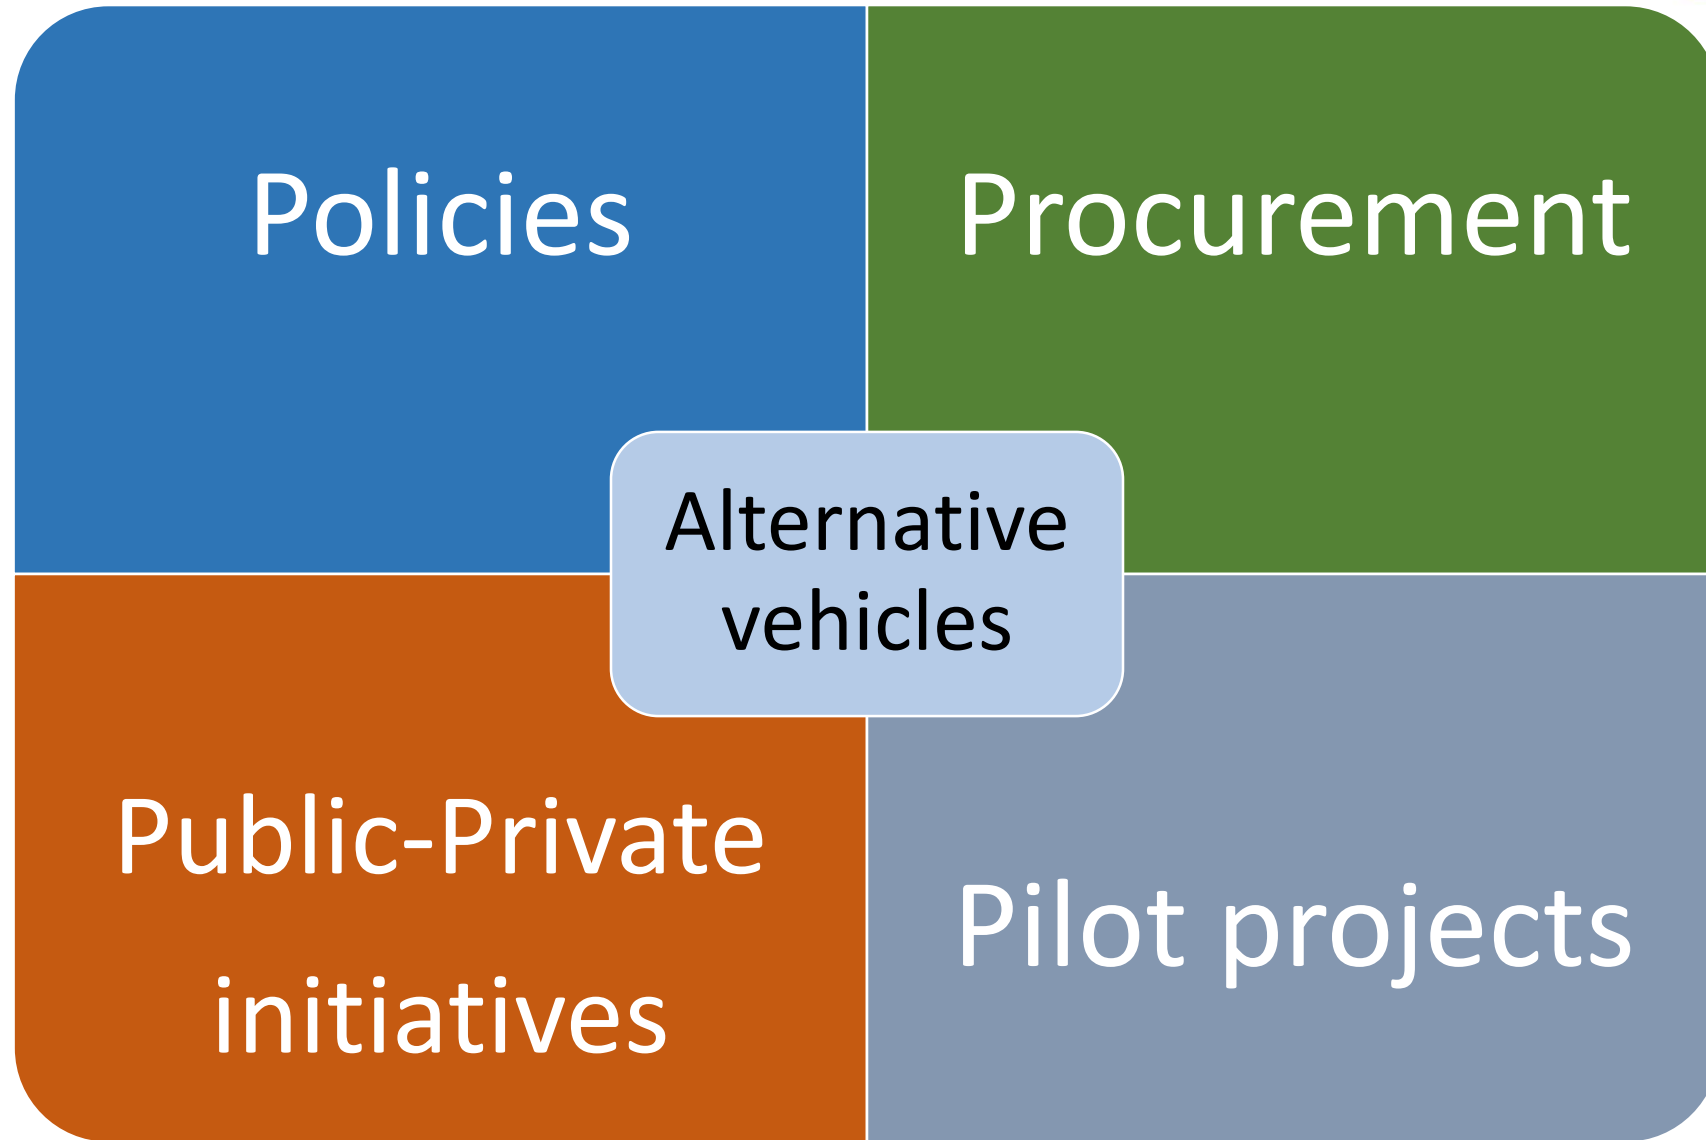 Policies
Procurement
Alternative
vehicles
Public-Private
initiatives
Pilot projects